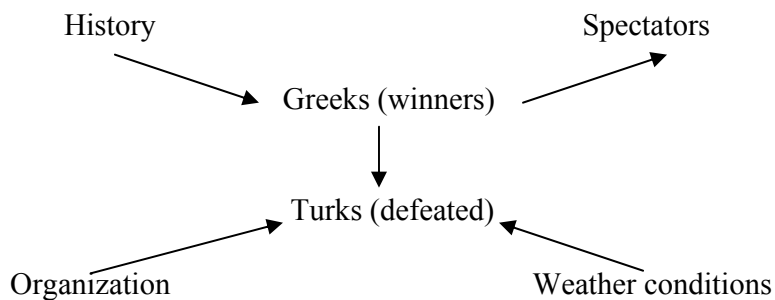 History
Spectators
Greeks (winners)
Turks (defeated)
Organization
Weather conditions